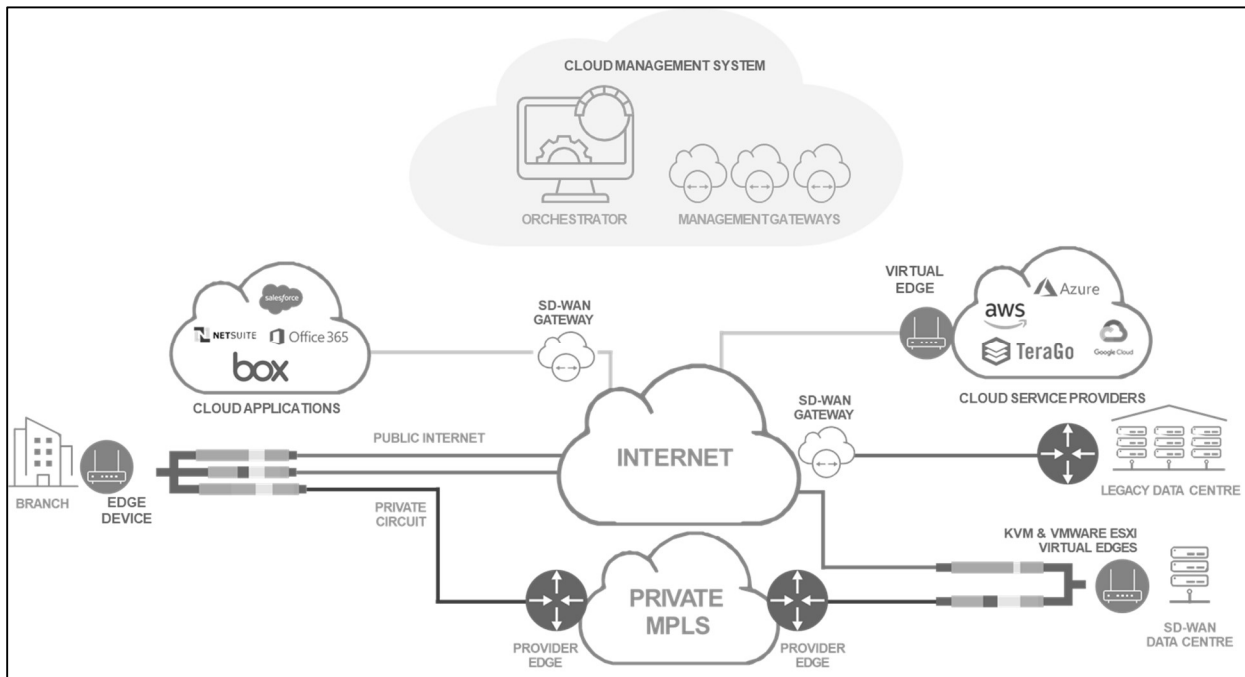 CLOUD MANAGEMENT SYSTEM
ORCHESTRATOR
MANAGEMENT GATEWAYS
salesforce
NETSUITE
Office 365
box
CLOUD APPLICATIONS
SD-WAN
GATEWAY
VIRTUAL
EDGE
Azure
aws
TeraGo
Google Cloud
CLOUD SERVICE PROVIDERS
SD-WAN
GATEWAY
PUBLIC INTERNET
INTERNET
BRANCH
EDGE
DEVICE
PRIVATE
CIRCUIT
LEGACY DATA CENTRE
KVM & VMWARE ESXI
VIRTUAL EDGES
PRIVATE
MPLS
PROVIDER
EDGE
PROVIDER
EDGE
SD-WAN
DATA CENTRE